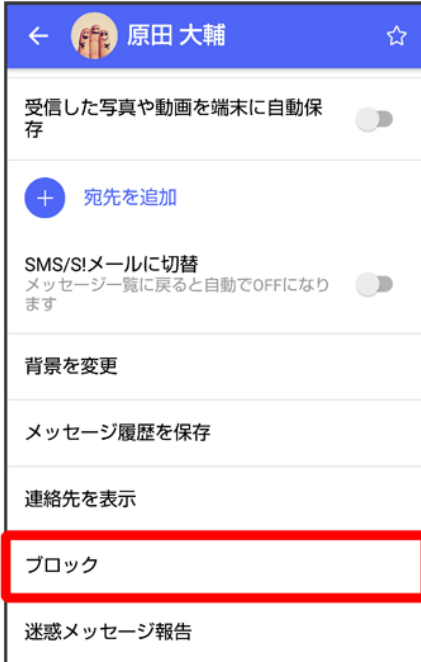 原田 大輔
受信した写真や動画を端末に自動保
存
宛先を追加
SMS/S!メールに切替
メッセージ一覧に戻ると自動でOFFになり
ます
背景を変更
メッセージ履歴を保存
連絡先を表示
ブロック
迷惑メッセージ報告